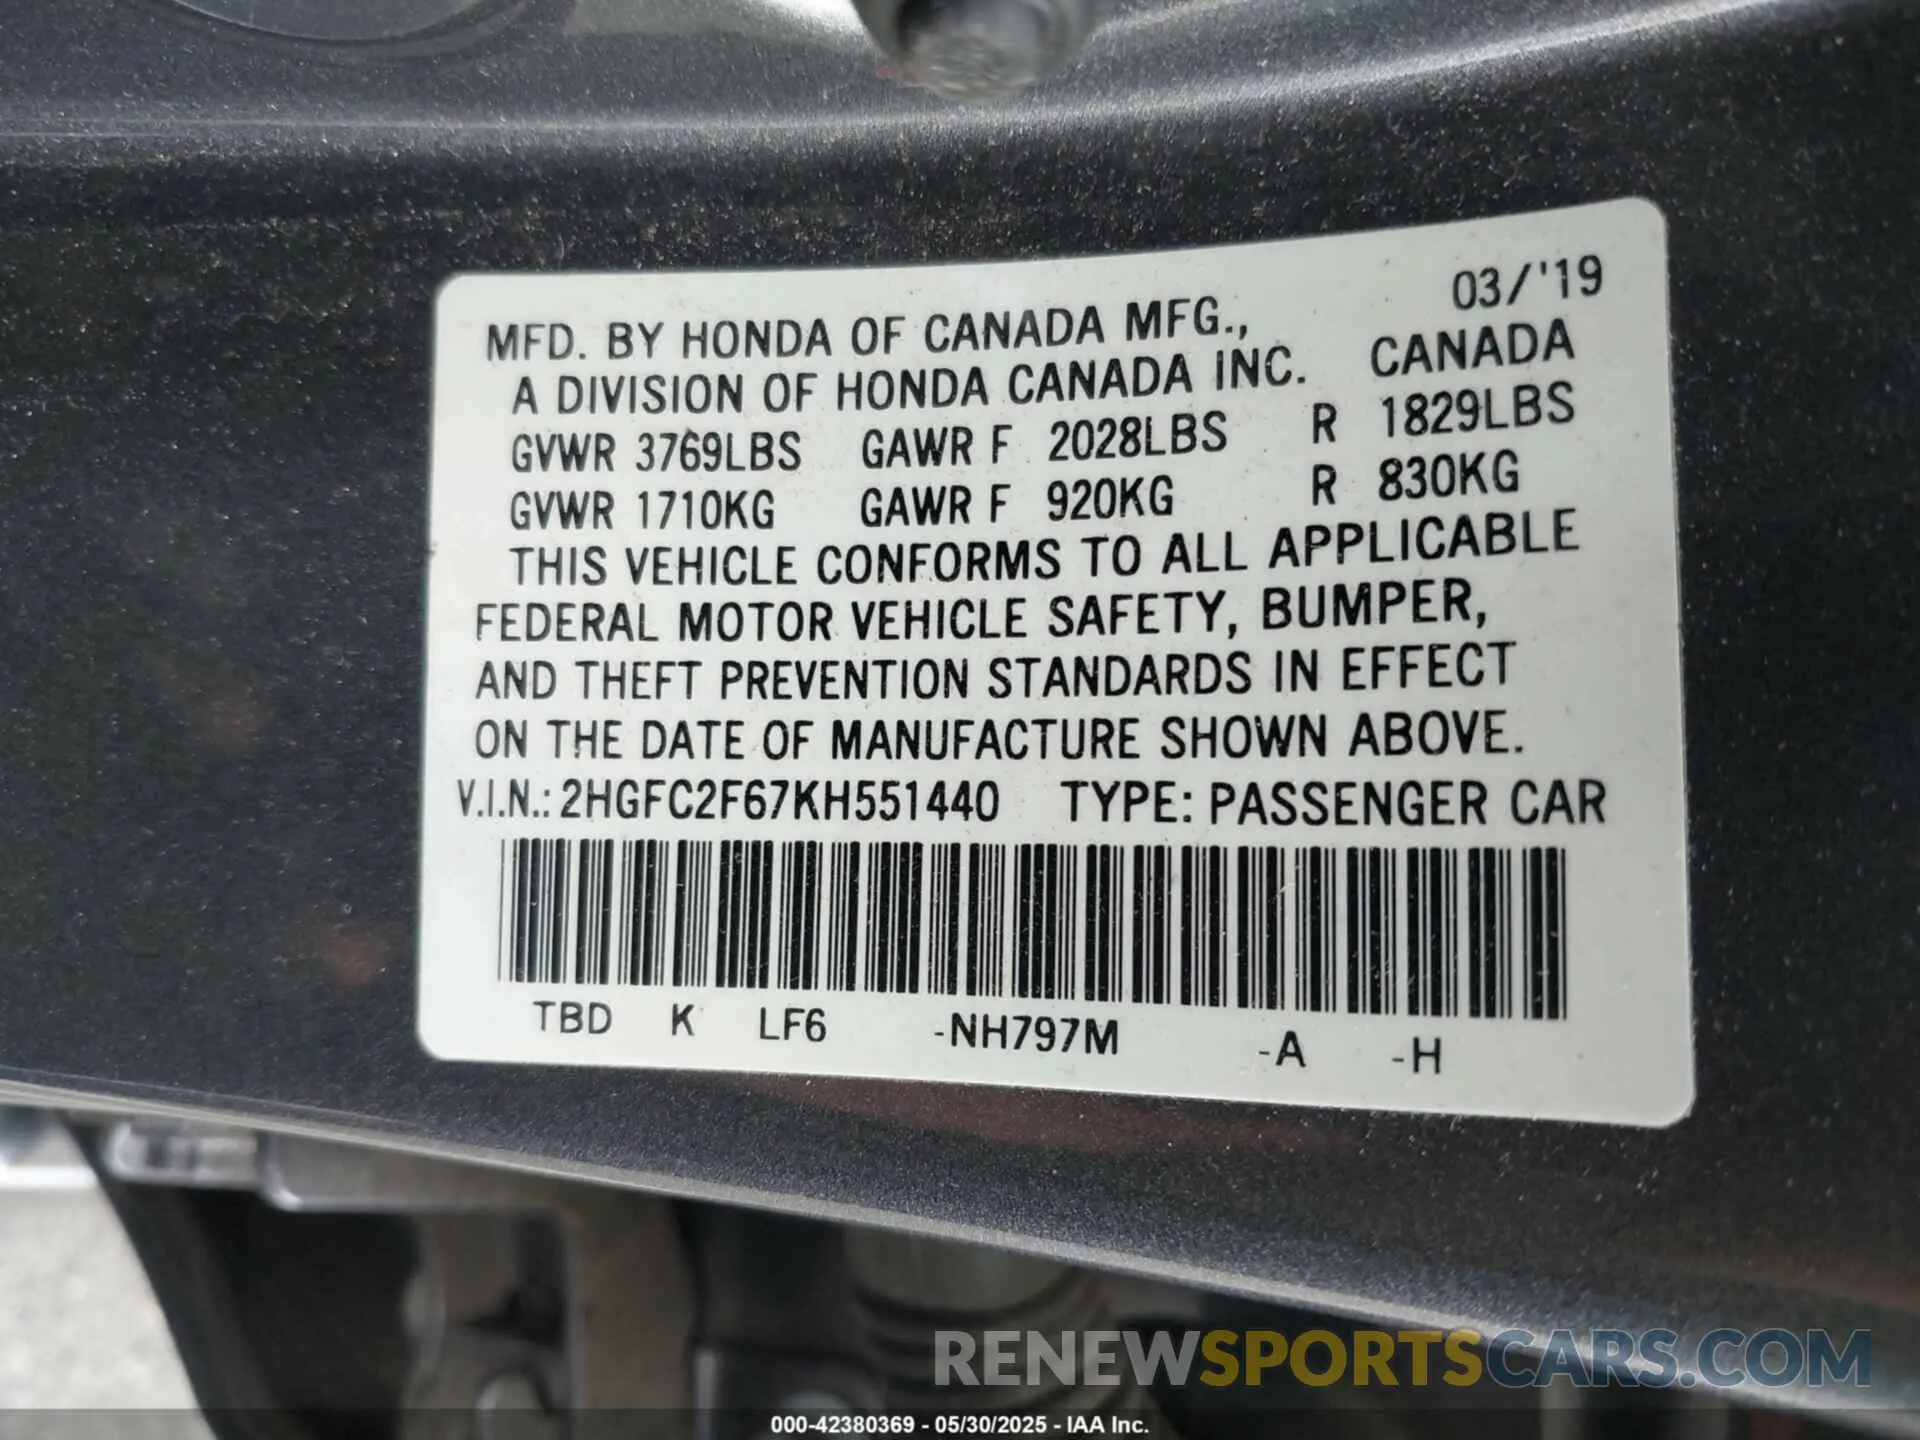 03/'19
MFD. BY HONDA OF CANADA MFG.,
A DIVISION OF HONDA CANADA INC. CANADA
GVWR 3769LBS GAWR F 2028LBS R 1829LBS
GVWR 1710KG GAWR F 920KG R 830KG
THIS VEHICLE CONFORMS TO ALL APPLICABLE
FEDERAL MOTOR VEHICLE SAFETY, BUMPER,
AND THEFT PREVENTION STANDARDS IN EFFECT
ON THE DATE OF MANUFACTURE SHOWN ABOVE.
V.I.N.: 2HGFC2F67KH551440 TYPE: PASSENGER CAR
TBD K LF6 -NH797M -A -H
RENEWSPORTSCARS.COM
000-42380369 - 05/30/2025 - IAA Inc.